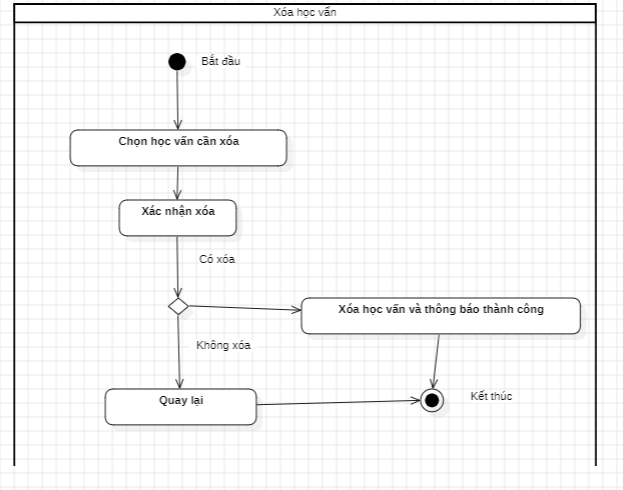 Xóa học vấn
Bắt đầu
Chọn học vấn cần xóa
Xác nhận xóa
Có xóa
Xóa học vấn và thông báo thành công
Không xóa
Quay lại
Kết thúc